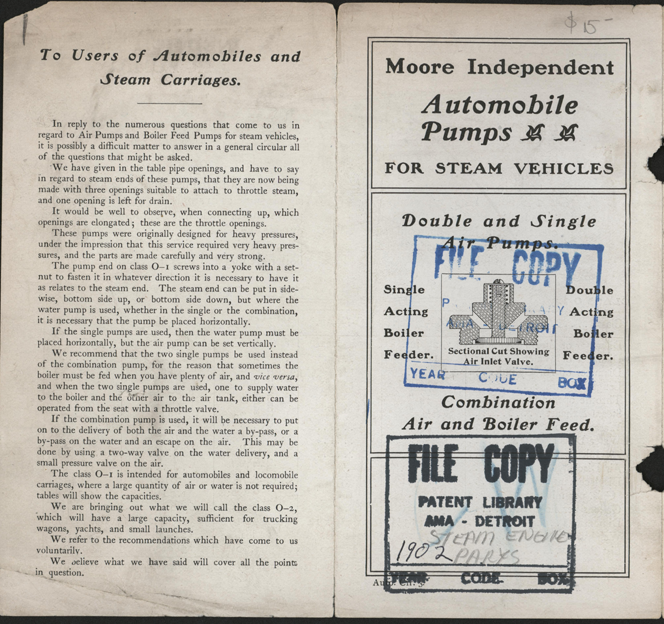 To Users of Automobiles and
Steam Carriages.
In reply to the numerous questions that come to us in
regard to Air Pumps and Boiler Feed Pumps for steam vehicles,
it is possibly a difficult matter to answer in a general circular all
of the questions that might be asked.
We have given in the table pipe openings, and have to say
in regard to steam ends of these pumps, that they are now being
made with three openings suitable to attach to throttle steam,
and one opening is left for drain.
It would be well to observe, when connecting up, which
openings are elongated; these are the throttle openings.
These pumps were originally designed for heavy pressures,
under the impression that this service required very heavy pres-
sures, and the parts are made carefully and very strong.
The pump end on class O-1 screws into a yoke with a set-
nut to fasten it in whatever direction it is necessary to have it
as relates to the steam end. The steam end can be put in side-
wise, bottom side up, or bottom side down, but where the
water pump is used, whether in the single or the combination,
it is necessary that the pump be placed horizontally.
If the single pumps are used, then the water pump must be
placed horizontally, but the air pump can be set vertically.
We recommend that the two single pumps be used instead
of the combination pump, for the reason that sometimes the
boiler must be fed when you have plenty of air, and vice versa,
and when the two single pumps are used, one to supply water
to the boiler and the other air to the air tank, either can be
operated from the seat with a throttle valve.
If the combination pump is used, it will be necessary to put
on to the delivery of both the air and the water a by-pass, or a
by-pass on the water and an escape on the air. This may be
done by using a two-way valve on the water delivery, and a
small pressure valve on the air.
The class O-1 is intended for automobiles and locomobile
carriages, where a large quantity of air or water is not required;
tables will show the capacities.
We are bringing out what we will call the class O-2,
which will have a large capacity, sufficient for trucking
wagons, yachts, and small launches.
We refer to the recommendations which have come to us
voluntarily.
We believe what we have said will cover all the points
in question.
$15-
Moore Independent
Automobile
Pumps
FOR STEAM VEHICLES
Double and Single
Air Pumps.
FILE COPY
Single
Acting
Boiler
Feeder.
Double
Acting
Boiler
Feeder.
AMA DETROIT
Sectional Cut Showing
Air Inlet Valve.
YEAR CODE BOX
Combination
Air and Boiler Feed.
FILE COPY
PATENT LIBRARY
AMA - DETROIT
STEAM ENGINE
1902 PARTS
YEAR CODE BOX